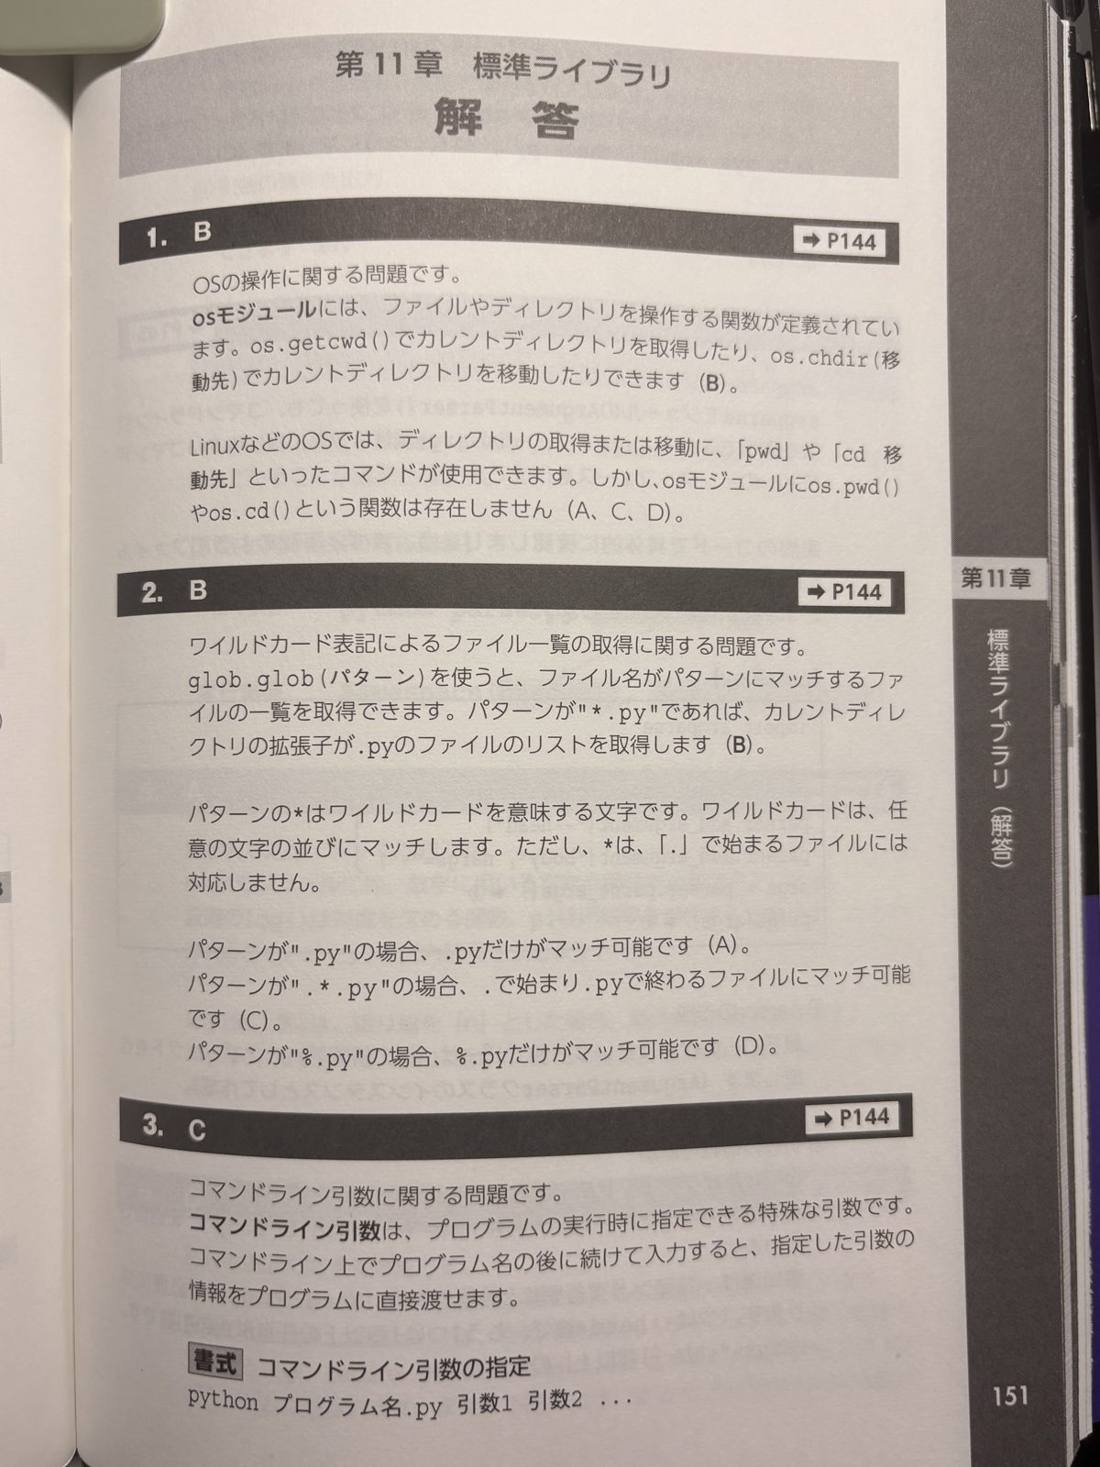 第11章 標準ライブラリ
解 答
1. B
➡ P144
OSの操作に関する問題です。
osモジュールには、ファイルやディレクトリを操作する関数が定義されてい
ます。os.getcwd()でカレントディレクトリを取得したり、os.chdir(移
動先)でカレントディレクトリを移動したりできます（B）。
LinuxなどのOSでは、ディレクトリの取得または移動に、「pwd」や「cd 移
動先」といったコマンドが使用できます。しかし、osモジュールにos.pwd()
やos.cd()という関数は存在しません（A、C、D）。
2. B
➡ P144
ワイルドカード表記によるファイル一覧の取得に関する問題です。
glob.glob(パターン)を使うと、ファイル名がパターンにマッチするファ
イルの一覧を取得できます。パターンが"*.py"であれば、カレントディレ
クトリの拡張子が.pyのファイルのリストを取得します（B）。
パターンの*はワイルドカードを意味する文字です。ワイルドカードは、任
意の文字の並びにマッチします。ただし、*は、「.」で始まるファイルには
対応しません。
パターンが".py"の場合、.pyだけがマッチ可能です（A）。
パターンが".*.py"の場合、.で始まり.pyで終わるファイルにマッチ可能
です（C）。
パターンが"%.py"の場合、%.pyだけがマッチ可能です（D）。
3. C
➡ P144
コマンドライン引数に関する問題です。
コマンドライン引数は、プログラムの実行時に指定できる特殊な引数です。
コマンドライン上でプログラム名の後に続けて入力すると、指定した引数の
情報をプログラムに直接渡せます。
書式 コマンドライン引数の指定
python プログラム名.py 引数1 引数2 ...
第11章
標準ライブラリ（解答）
151